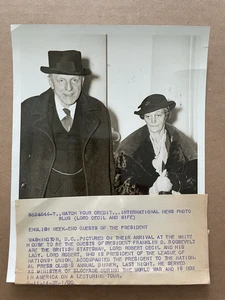 S624044-7..WATCH YOUR CREDIT...INTERNATIONAL NEWS PHOTO
SLUG (LORD CECIL AND WIFE)
ENGLISH WEEK-END GUESTS OF THE PRESIDENT
WASHINGTON, D.C..PICTURED ON THEIR ARRIVAL AT THE WHITE
HOUSE TO BE THE GUESTS OF PRESIDENT FRANKLIN D. ROOSEVELT
ARE THE BRITISH STATESMAN, LORD ROBERT CECIL AND HIS
LADY. LORD ROBERT, WHO IS PRESIDENT OF THE LEAGUE OF
NATIONS' UNION, ACCOMPANIED THE PRESIDENT TO THE NATION-
AL PRESS CLUB'S ANNUAL DINNER LAST NIGHT. HE SERVED
AS MINISTER OF BLOCKADE DURING THE WORLD WAR AND IS NOW
IN AMERICA ON A LECTURING TOUR.